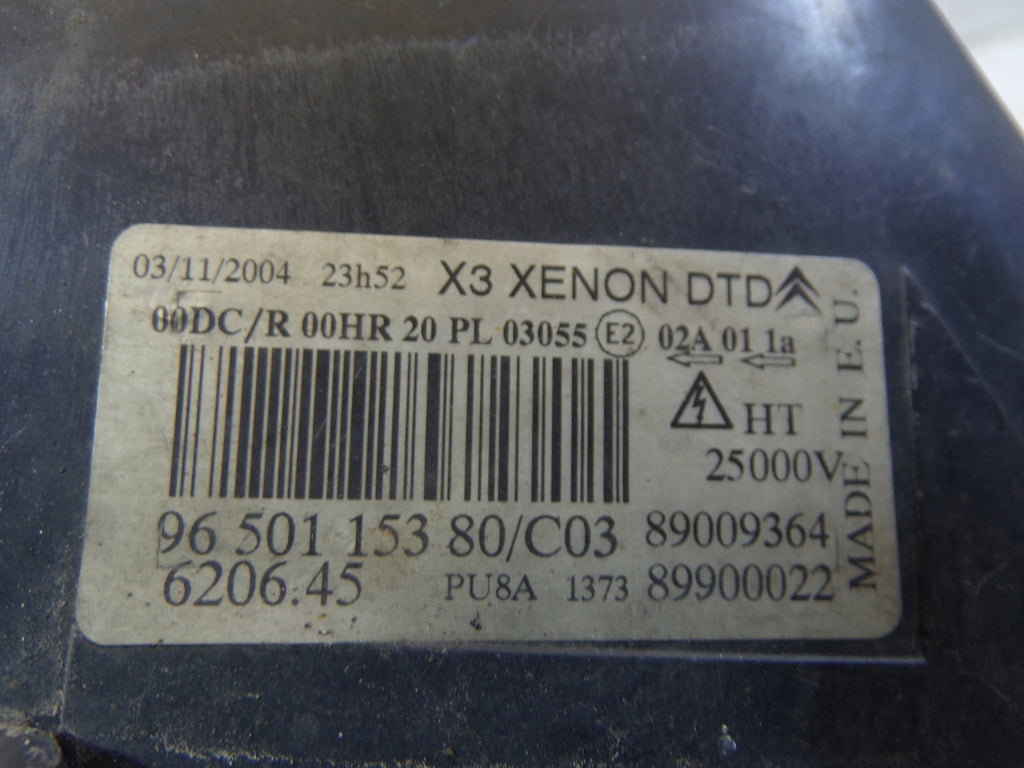 03/11/2004 23h52 X3 XENON DTD
00DC/R 00HR 20 PL 03055 E2 02A 01 1a
HT
25000V
96 501 153 80/C03 89009364
6206.45 PU8A 1373 89900022
MADE IN E.U.